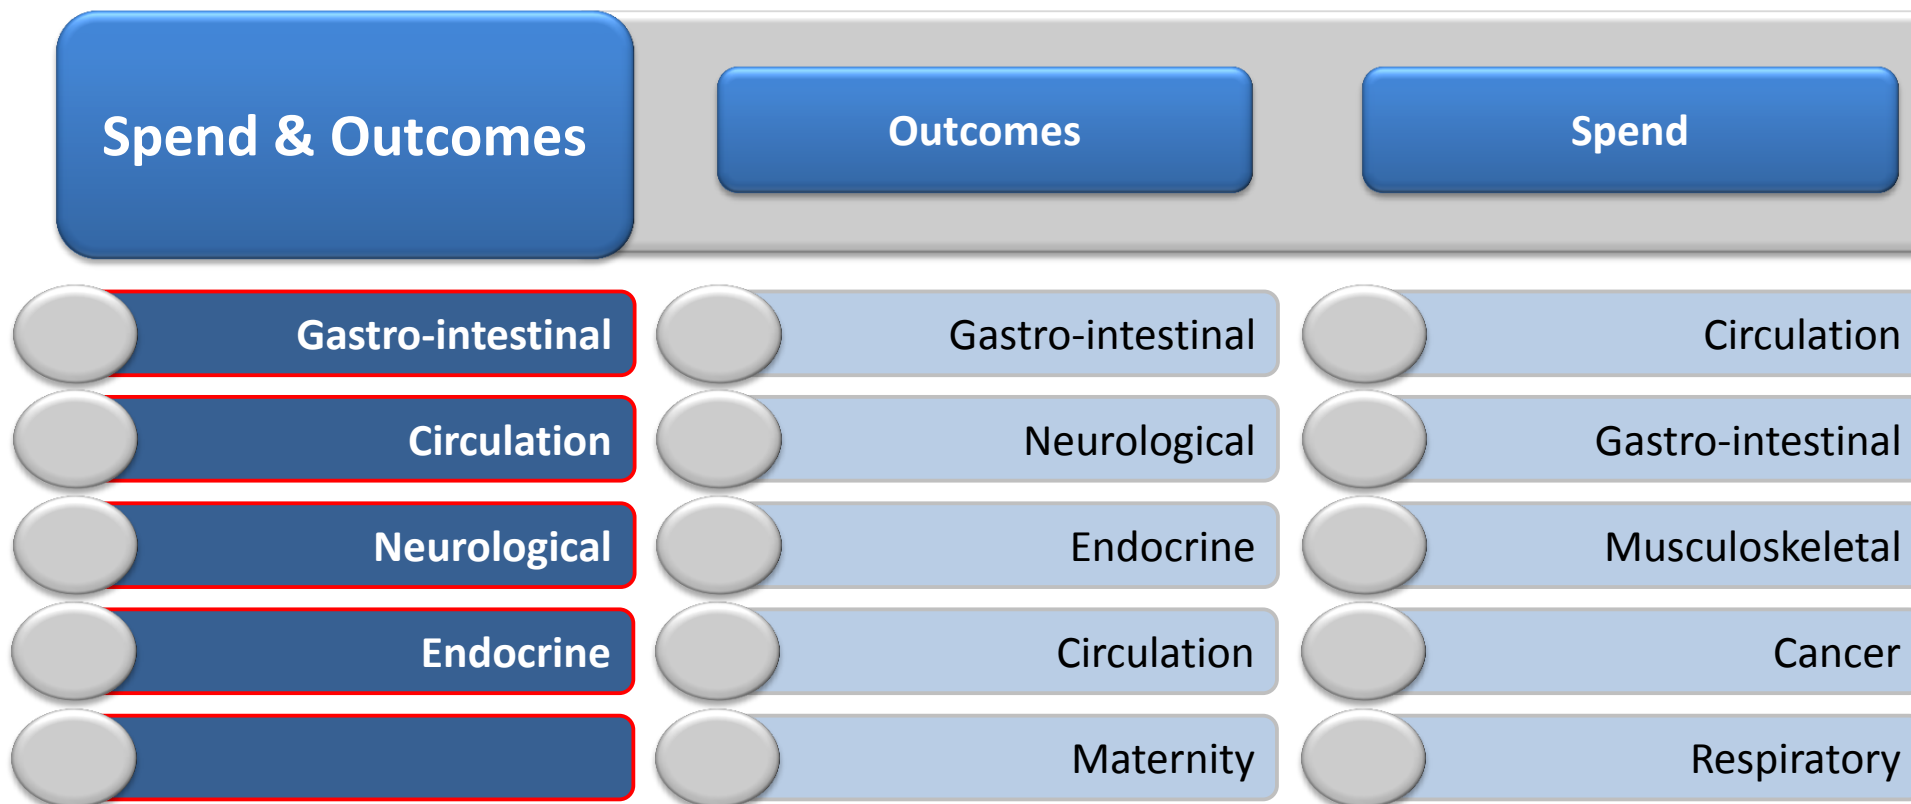 Spend & Outcomes
Outcomes
Spend
Gastro-intestinal
Gastro-intestinal
Circulation
Circulation
Neurological
Gastro-intestinal
Neurological
Endocrine
Musculoskeletal
Endocrine
Circulation
Cancer
Maternity
Respiratory